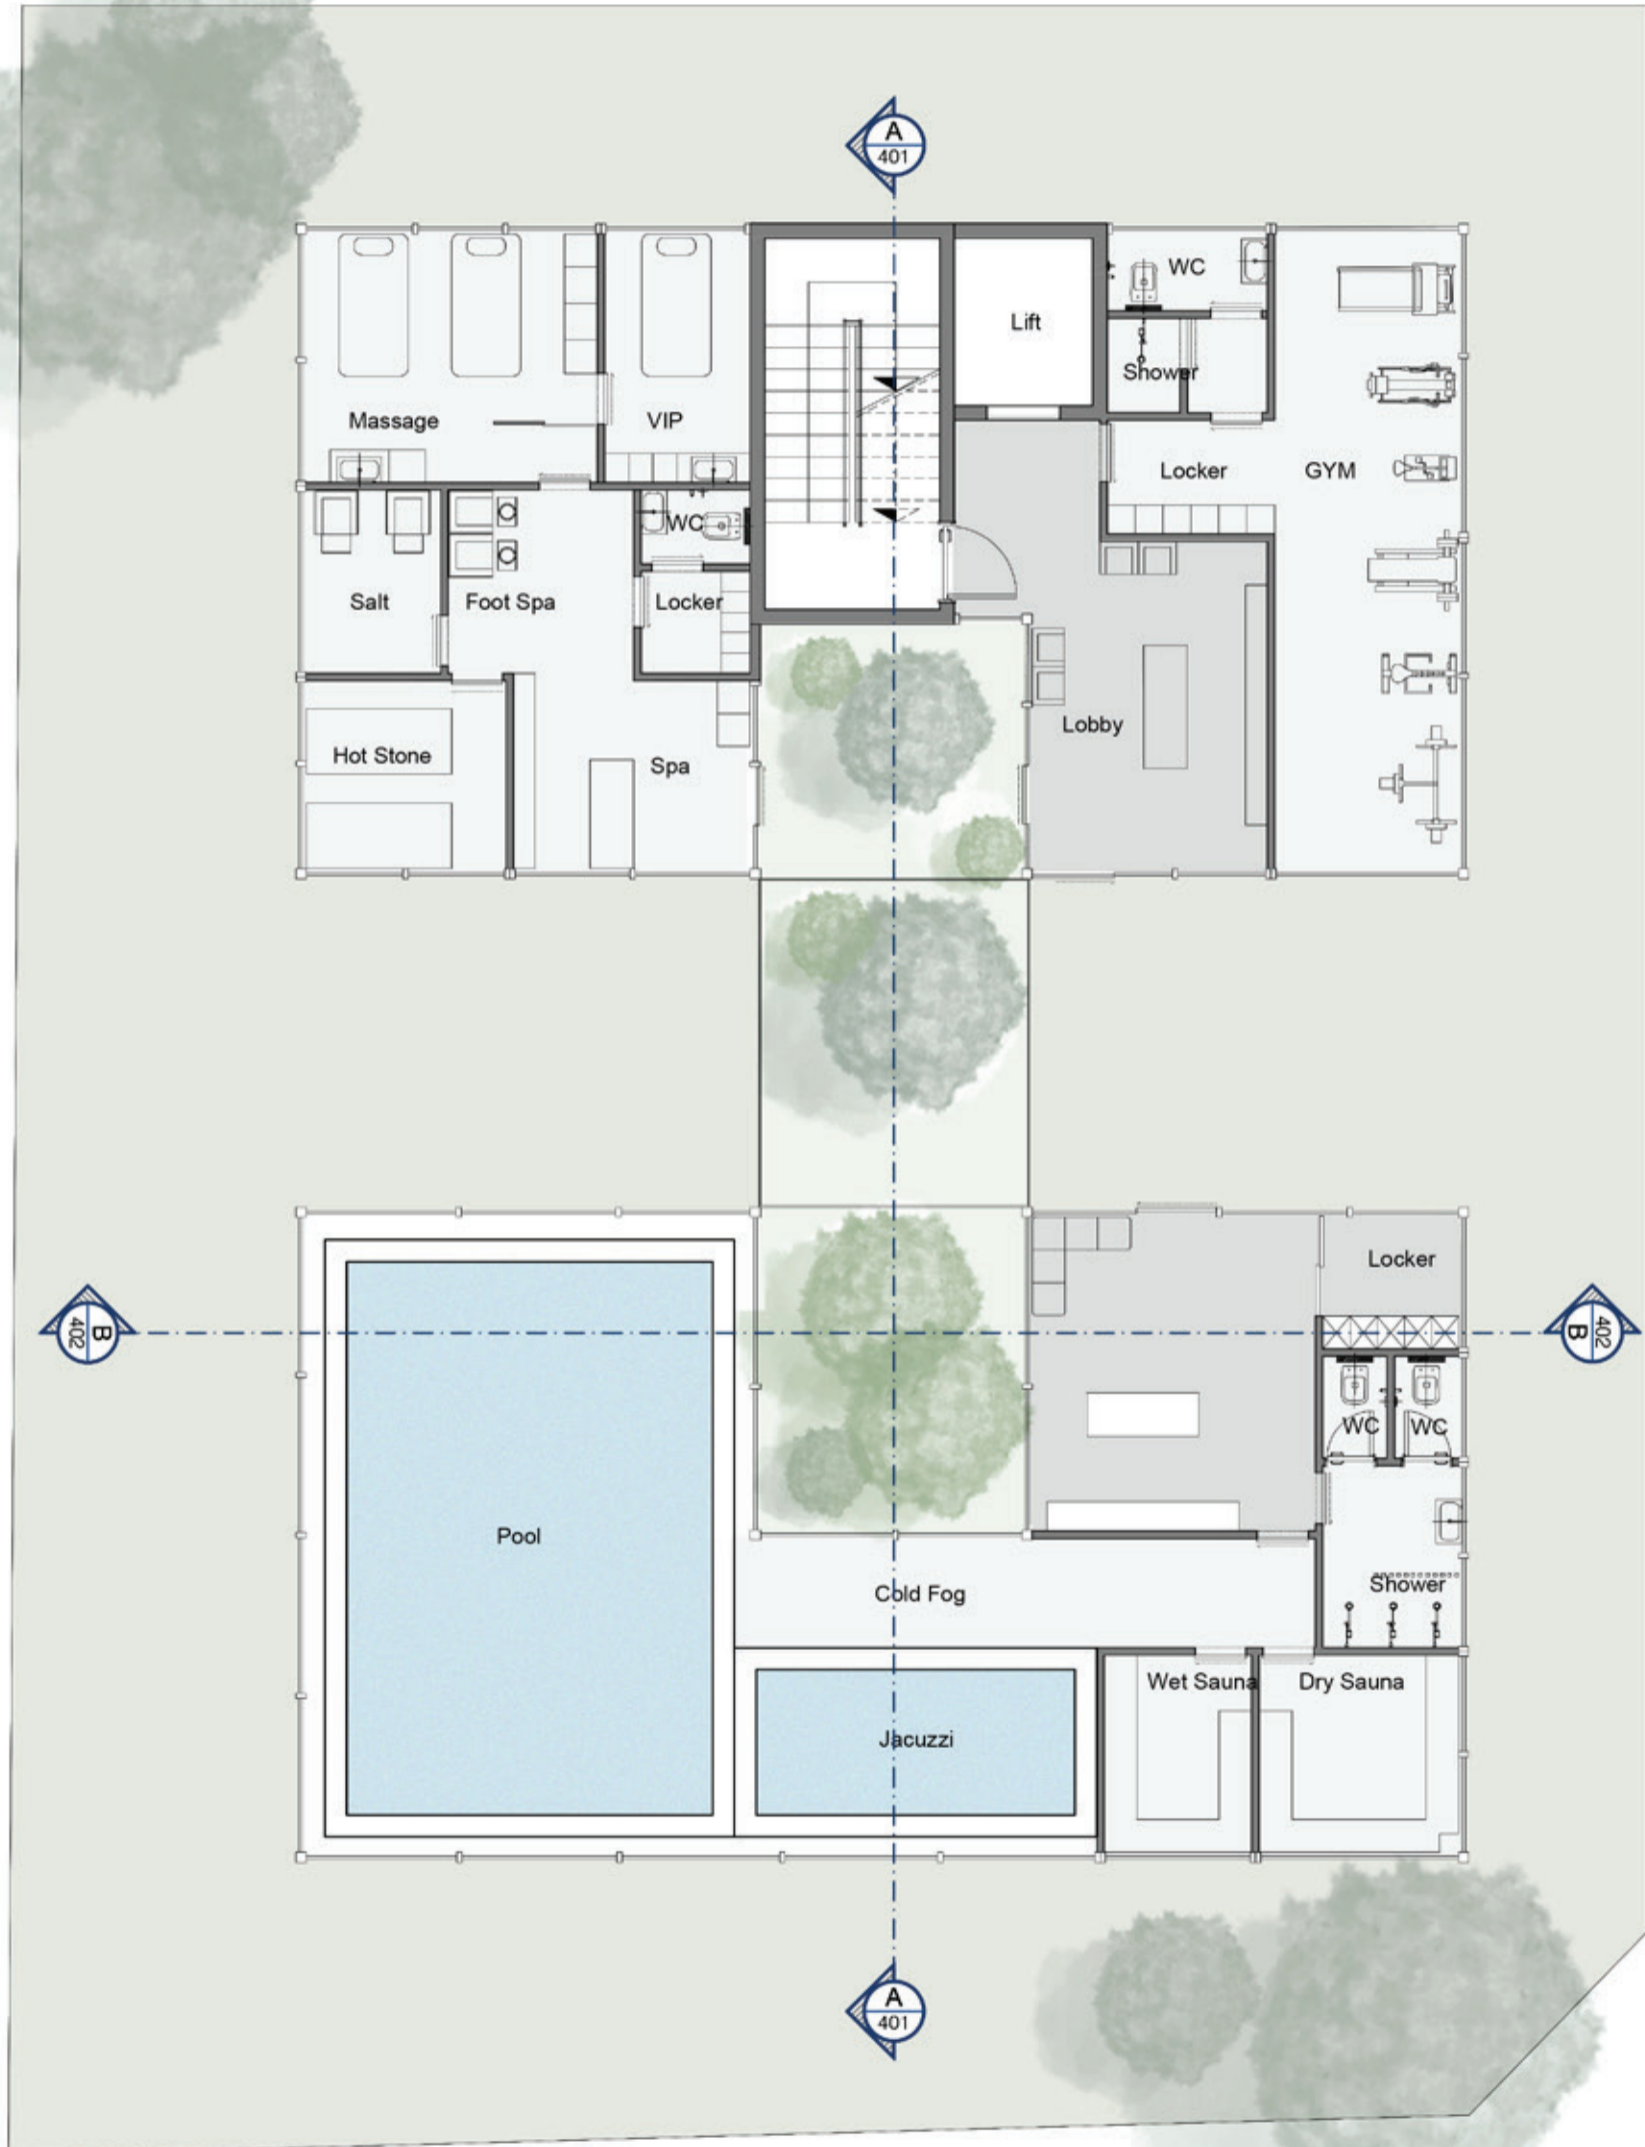 A
401
WC
Lift
Shower
Massage
VIP
Locker
GYM
WC
Salt
Foot Spa
Locker
Lobby
Hot Stone
Spa
Locker
B
402
402
B
WC
WC
Pool
Shower
Cold Fog
Wet Sauna
Dry Sauna
Jacuzzi
A
401